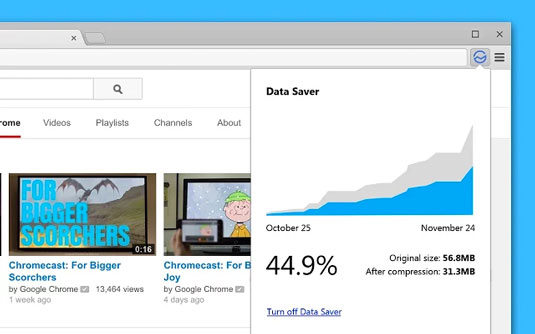 rome
Videos
Playlists
Channels
About
FOR
BIGGER
SCORCHERS
0:16
Chromecast: For Bigger
Scorchers
by Google Chrome
13,464 views
1 week ago
Chromecast: For B
Joy
by Google Chrome
4 days ago
Data Saver
October 25
November 24
44.9%
Original size: 56.8MB
After compression: 31.3MB
Turn off Data Saver